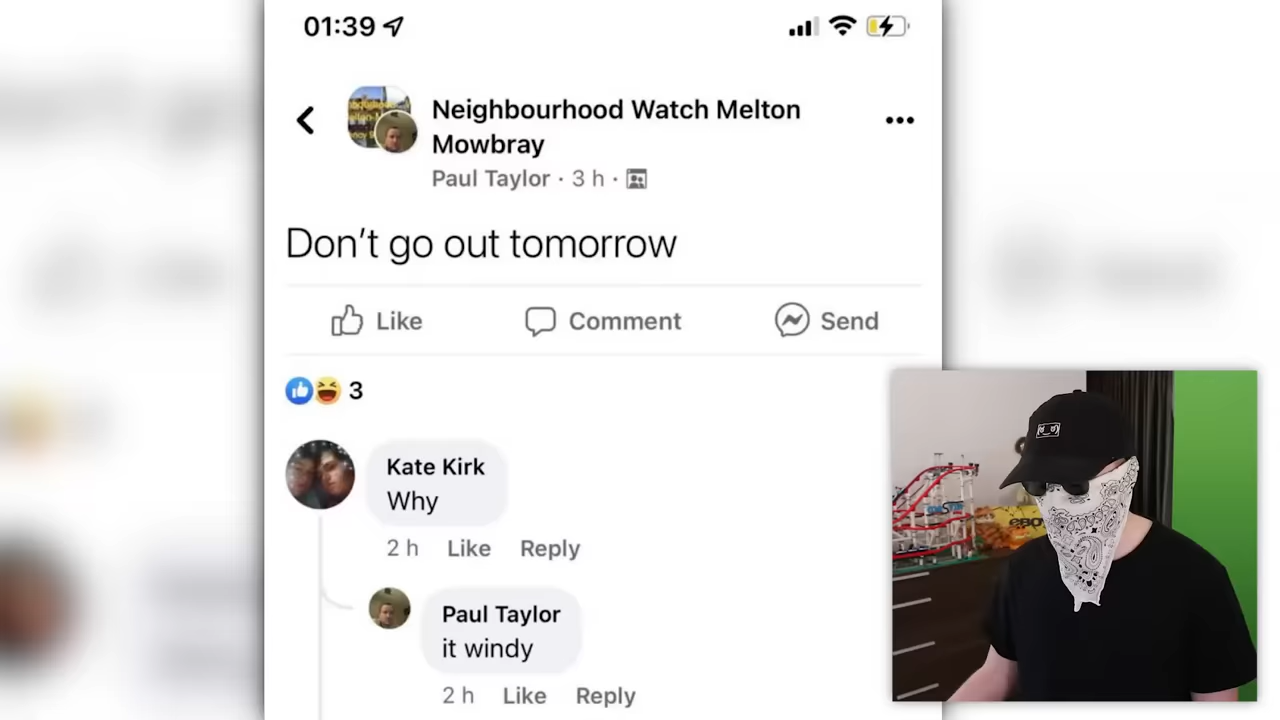 01:39
Neighbourhood Watch Melton
Mowbray
Paul Taylor · 3 h ·
Don't go out tomorrow
Like
Comment
Send
3
Kate Kirk
Why
2 h Like Reply
Paul Taylor
it windy
2 h Like Reply